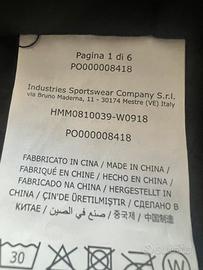 Pagina 1 di 6
PO000008418
Industries Sportswear Company S.r.l.
via Bruno Maderna, 11 - 30174 Mestre (VE) Italy
HMM0810039-W0918
PO000008418
FABBRICATO IN CINA / MADE IN CHINA /
FABRIQUÉ EN CHINE / HECHO EN CHINA /
FABRICADO NA CHINA / HERGESTELLT IN
CHINA / ÇİN'DE ÜRETİLMİŞTİR / СДЕЛАНО В
КИТАЕ / صنع في الصين / 중국제조 / 中国制造
30